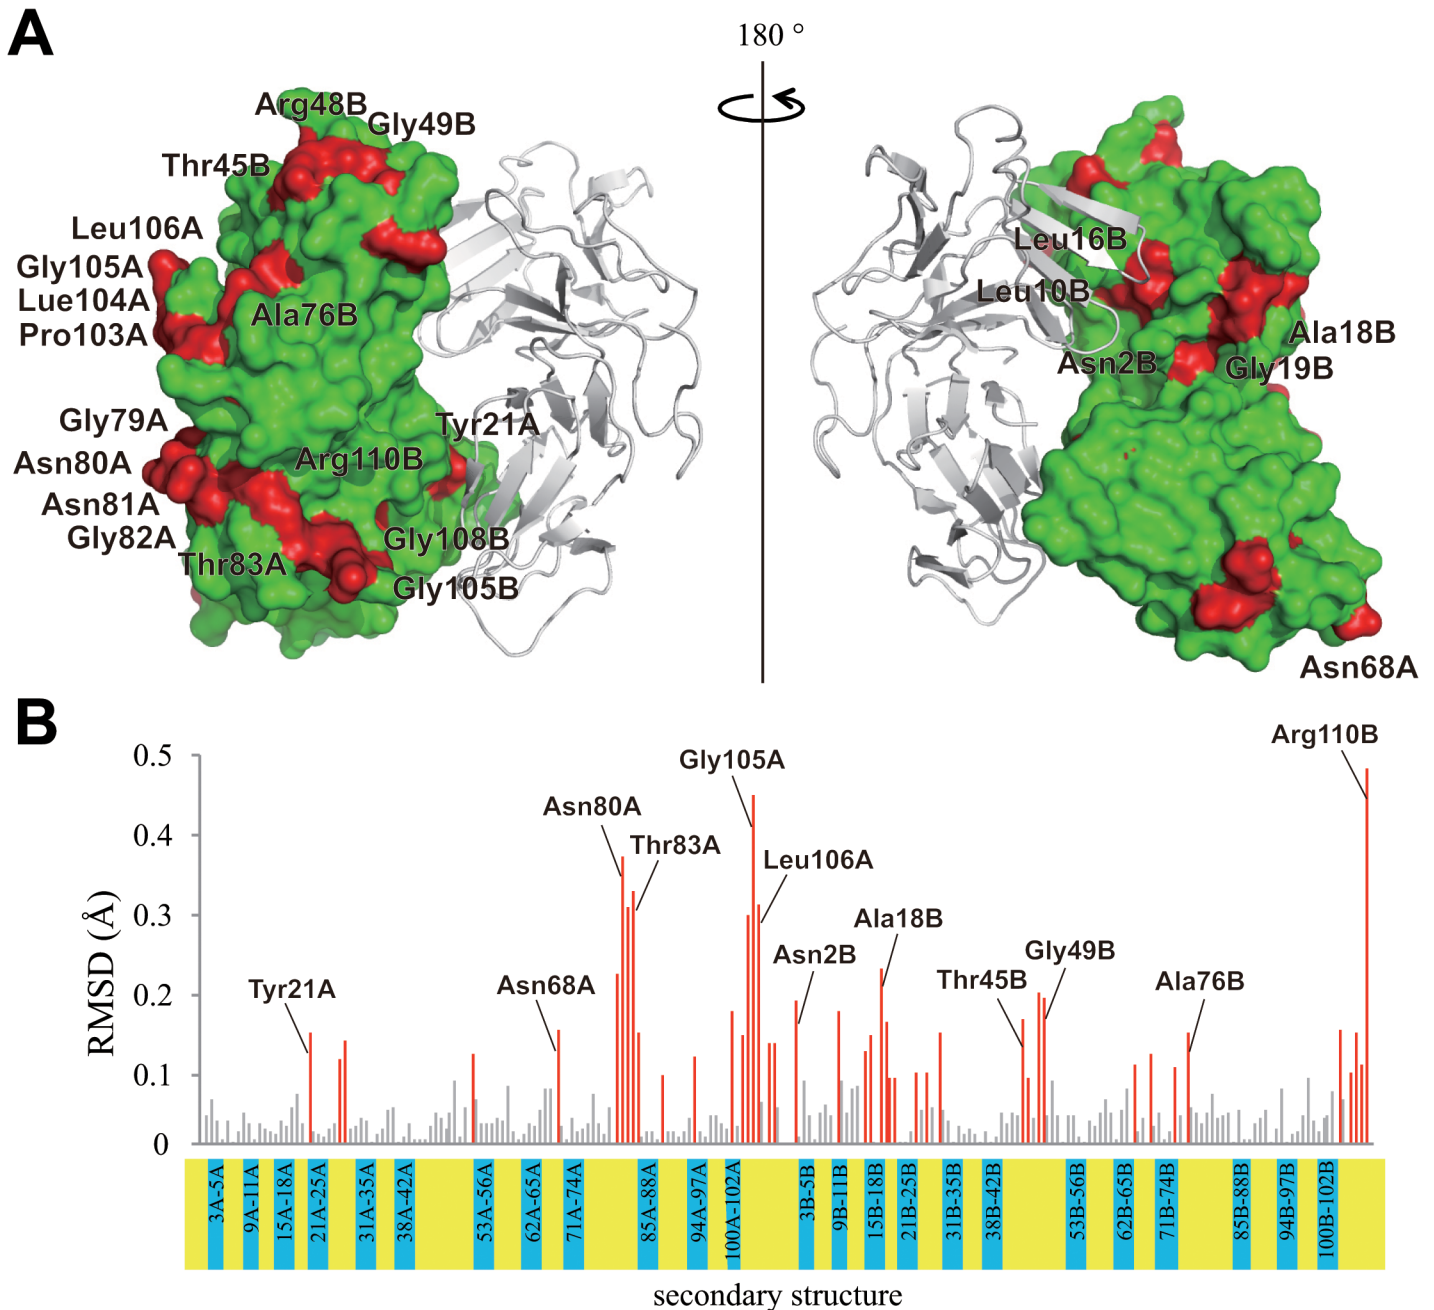 A
180 °
Arg48B
Gly49B
Thr45B
Leu106A
Gly105A
Lue104A
Pro103A
Ala76B
Gly79A
Asn80A
Asn81A
Gly82A
Thr83A
Tyr21A
Arg110B
Gly108B
Gly105B
Leu16B
Leu10B
Asn2B
Ala18B
Gly19B
Asn68A
B
RMSD (Å)
0.5
0.4
0.3
0.2
0.1
0
Tyr21A
Asn68A
Asn80A
Thr83A
Gly105A
Leu106A
Asn2B
Ala18B
Thr45B
Gly49B
Ala76B
Arg110B
3A-5A
9A-11A
15A-18A
21A-25A
31A-35A
38A-42A
53A-56A
62A-65A
71A-74A
85A-88A
94A-97A
100A-102A
3B-5B
9B-11B
15B-18B
21B-25B
31B-35B
38B-42B
53B-56B
62B-65B
71B-74B
85B-88B
94B-97B
100B-102B
secondary structure